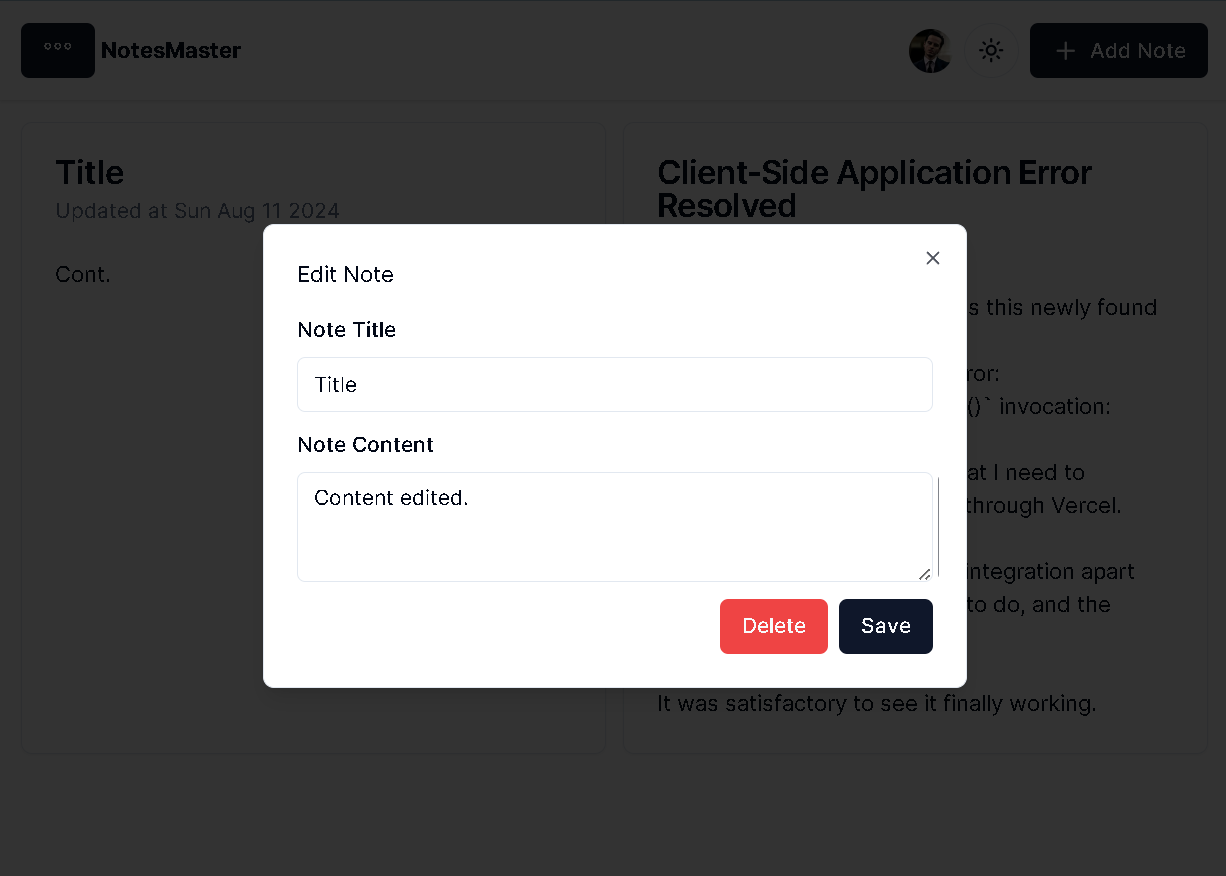 NotesMaster
Add Note
Title
Updated at Sun Aug 11 2024
Cont.
Client-Side Application Error
Resolved
s this newly found
ror:
()` invocation:
at I need to
through Vercel.
integration apart
to do, and the
It was satisfactory to see it finally working.
Edit Note
Note Title
Title
Note Content
Content edited.
Delete
Save